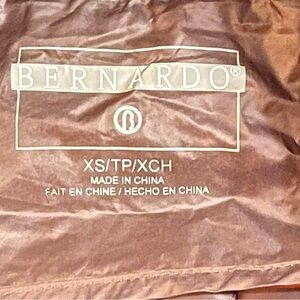 BERNARDO®
B
XS/TP/XCH
MADE IN CHINA
FAIT EN CHINE / HECHO EN CHINA